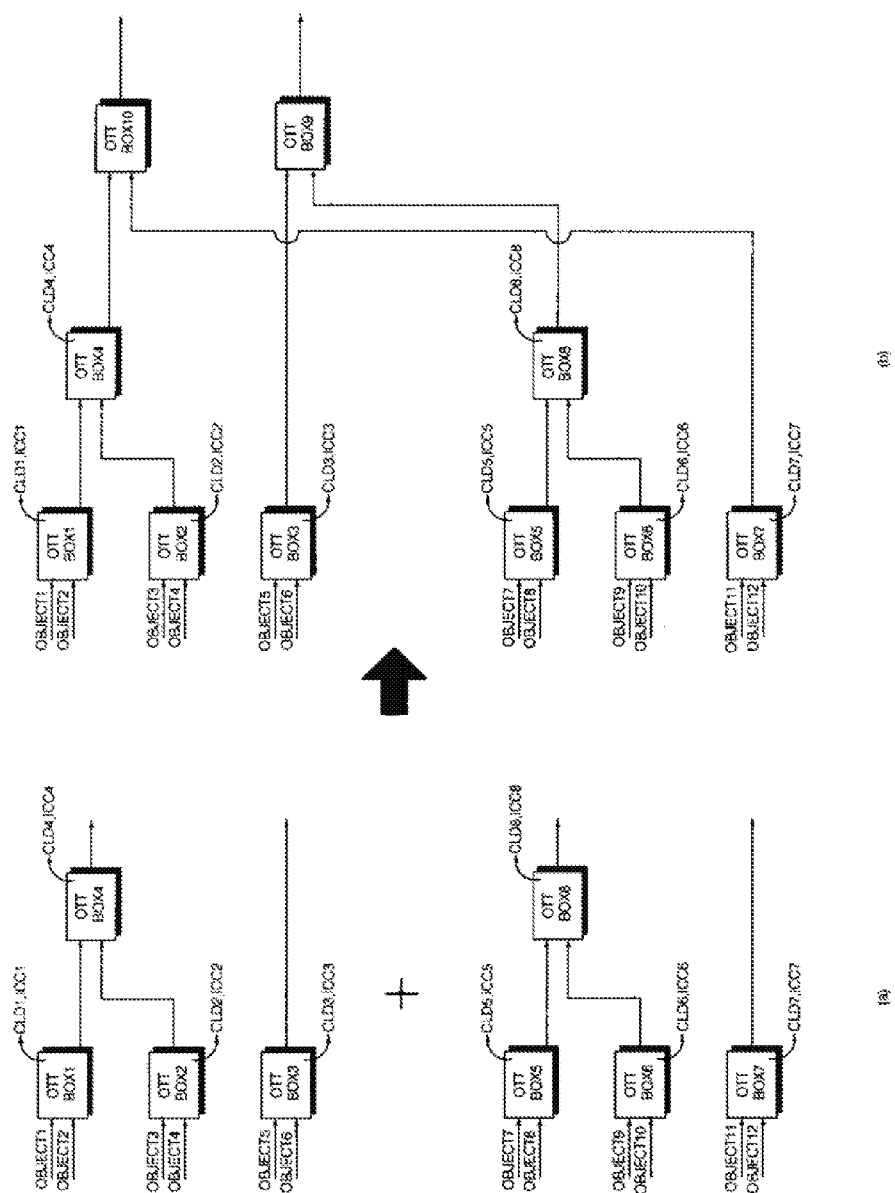 OBJECT1
OBJECT2
OTT
BOX1
CLD1,ICC1
OBJECT3
OBJECT4
OTT
BOX2
CLD2,ICC2
OTT
BOX4
CLD4,ICC4
OBJECT5
OBJECT6
OTT
BOX3
CLD3,ICC3
+
OBJECT7
OBJECT8
OTT
BOX5
CLD5,ICC5
OBJECT9
OBJECT10
OTT
BOX6
CLD6,ICC6
OTT
BOX8
CLD8,ICC8
OBJECT11
OBJECT12
OTT
BOX7
CLD7,ICC7
(a)
OBJECT1
OBJECT2
OTT
BOX1
CLD1,ICC1
OBJECT3
OBJECT4
OTT
BOX2
CLD2,ICC2
OTT
BOX4
CLD4,ICC4
OTT
BOX10
OBJECT5
OBJECT6
OTT
BOX3
CLD3,ICC3
OTT
BOX9
OBJECT7
OBJECT8
OTT
BOX5
CLD5,ICC5
OBJECT9
OBJECT10
OTT
BOX6
CLD6,ICC6
OTT
BOX8
CLD8,ICC8
OBJECT11
OBJECT12
OTT
BOX7
CLD7,ICC7
(b)